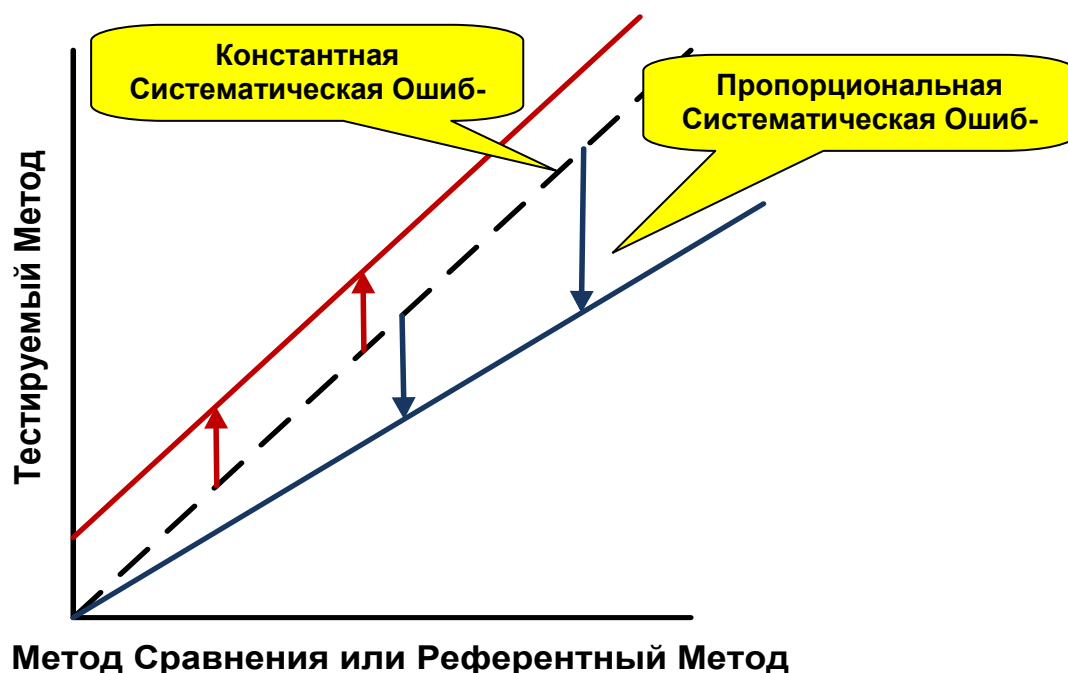 Константная
Систематическая Ошиб-
Пропорциональная
Систематическая Ошиб-
Тестируемый Метод
Метод Сравнения или Референтный Метод